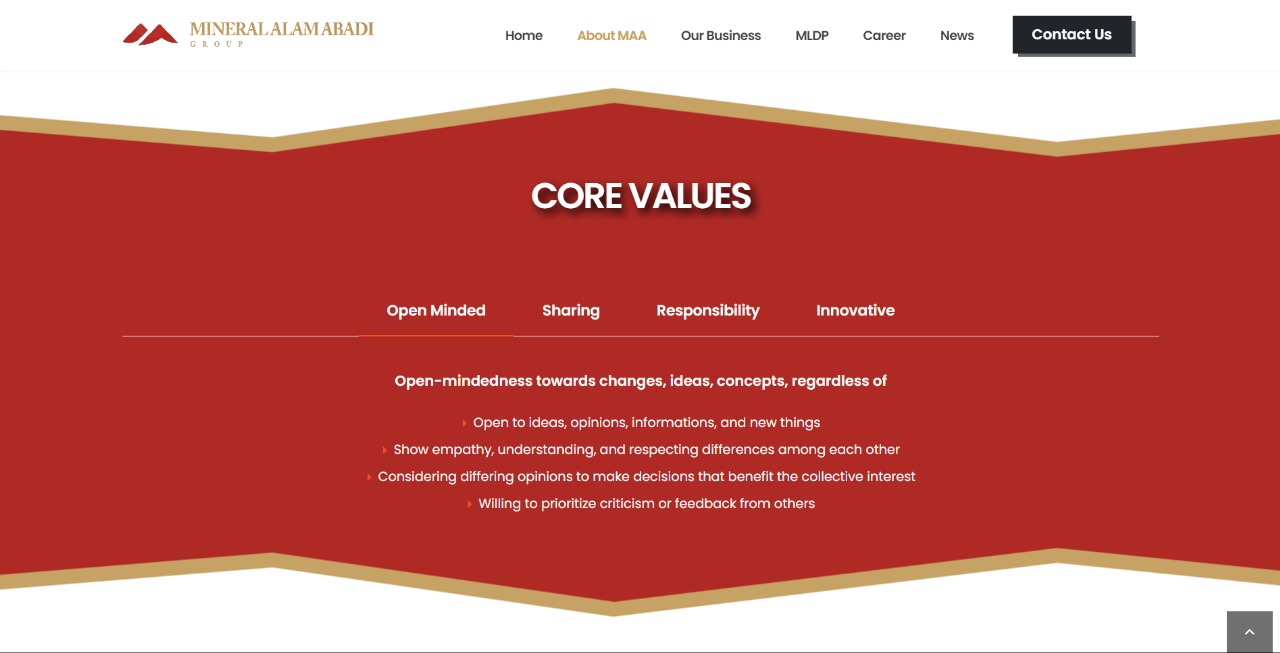 MINERAL ALAM ABADI
GROUP
Home
About MAA
Our Business
MLDP
Career
News
Contact Us
CORE VALUES
Open Minded
Sharing
Responsibility
Innovative
Open-mindedness towards changes, ideas, concepts, regardless of
Open to ideas, opinions, informations, and new things
Show empathy, understanding, and respecting differences among each other
Considering differing opinions to make decisions that benefit the collective interest
Willing to prioritize criticism or feedback from others